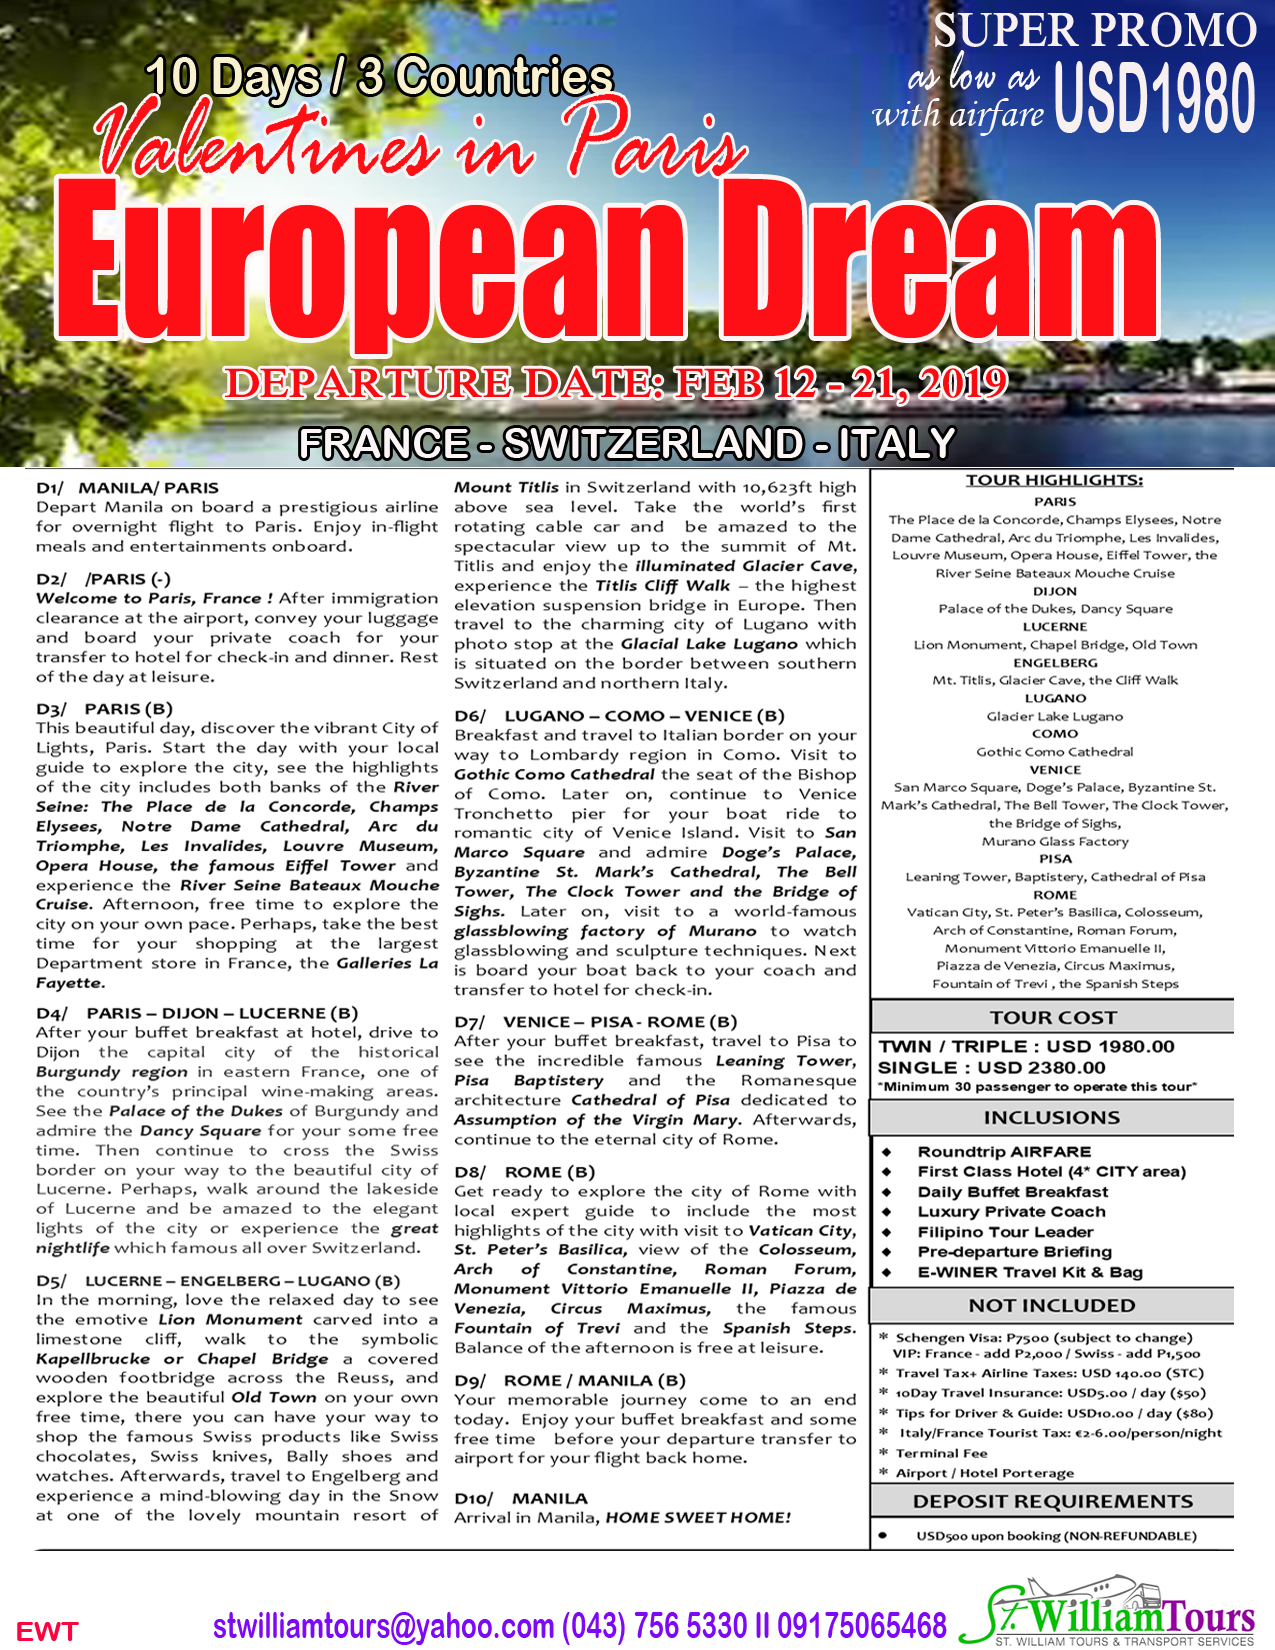 SUPER PROMO
as low as
with airfare
USD1980
10 Days / 3 Countries
Valentines in Paris
European Dream
DEPARTURE DATE: FEB 12 - 21, 2019
FRANCE - SWITZERLAND - ITALY
D1/ MANILA/ PARIS
Depart Manila on board a prestigious airline
for overnight flight to Paris. Enjoy in-flight
meals and entertainments onboard.
D2/ /PARIS (-)
Welcome to Paris, France ! After immigration
clearance at the airport, convey your luggage
and board your private coach for your
transfer to hotel for check-in and dinner. Rest
of the day at leisure.
D3/ PARIS (B)
This beautiful day, discover the vibrant City of
Lights, Paris. Start the day with your local
guide to explore the city, see the highlights
of the city includes both banks of the River
Seine: The Place de la Concorde, Champs
Elysees, Notre Dame Cathedral, Arc du
Triomphe, Les Invalides, Louvre Museum,
Opera House, the famous Eiffel Tower and
experience the River Seine Bateaux Mouche
Cruise. Afternoon, free time to explore the
city on your own pace. Perhaps, take the best
time for your shopping at the largest
Department store in France, the Galleries La
Fayette.
D4/ PARIS – DIJON – LUCERNE (B)
After your buffet breakfast at hotel, drive to
Dijon the capital city of the historical
Burgundy region in eastern France, one of
the country's principal wine-making areas.
See the Palace of the Dukes of Burgundy and
admire the Dancy Square for your some free
time. Then continue to cross the Swiss
border on your way to the beautiful city of
Lucerne. Perhaps, walk around the lakeside
of Lucerne and be amazed to the elegant
lights of the city or experience the great
nightlife which famous all over Switzerland.
D5/ LUCERNE – ENGELBERG – LUGANO (B)
In the morning, love the relaxed day to see
the emotive Lion Monument carved into a
limestone cliff, walk to the symbolic
Kapellbrucke or Chapel Bridge a covered
wooden footbridge across the Reuss, and
explore the beautiful Old Town on your own
free time, there you can have your way to
shop the famous Swiss products like Swiss
chocolates, Swiss knives, Bally shoes and
watches. Afterwards, travel to Engelberg and
experience a mind-blowing day in the Snow
at one of the lovely mountain resort of
Mount Titlis in Switzerland with 10,623ft high
above sea level. Take the world's first
rotating cable car and be amazed to the
spectacular view up to the summit of Mt.
Titlis and enjoy the illuminated Glacier Cave,
experience the Titlis Cliff Walk – the highest
elevation suspension bridge in Europe. Then
travel to the charming city of Lugano with
photo stop at the Glacial Lake Lugano which
is situated on the border between southern
Switzerland and northern Italy.
D6/ LUGANO – COMO – VENICE (B)
Breakfast and travel to Italian border on your
way to Lombardy region in Como. Visit to
Gothic Como Cathedral the seat of the Bishop
of Como. Later on, continue to Venice
Tronchetto pier for your boat ride to
romantic city of Venice Island. Visit to San
Marco Square and admire Doge's Palace,
Byzantine St. Mark's Cathedral, The Bell
Tower, The Clock Tower and the Bridge of
Sighs. Later on, visit to a world-famous
glassblowing factory of Murano to watch
glassblowing and sculpture techniques. Next
is board your boat back to your coach and
transfer to hotel for check-in.
D7/ VENICE – PISA - ROME (B)
After your buffet breakfast, travel to Pisa to
see the incredible famous Leaning Tower,
Pisa Baptistery and the Romanesque
architecture Cathedral of Pisa dedicated to
Assumption of the Virgin Mary. Afterwards,
continue to the eternal city of Rome.
D8/ ROME (B)
Get ready to explore the city of Rome with
local expert guide to include the most
highlights of the city with visit to Vatican City,
St. Peter's Basilica, view of the Colosseum,
Arch of Constantine, Roman Forum,
Monument Vittorio Emanuelle II, Piazza de
Venezia, Circus Maximus, the famous
Fountain of Trevi and the Spanish Steps.
Balance of the afternoon is free at leisure.
D9/ ROME / MANILA (B)
Your memorable journey come to an end
today. Enjoy your buffet breakfast and some
free time before your departure transfer to
airport for your flight back home.
D10/ MANILA
Arrival in Manila, HOME SWEET HOME!
TOUR HIGHLIGHTS:
PARIS
The Place de la Concorde, Champs Elysees, Notre
Dame Cathedral, Arc du Triomphe, Les Invalides,
Louvre Museum, Opera House, Eiffel Tower, the
River Seine Bateaux Mouche Cruise
DIJON
Palace of the Dukes, Dancy Square
LUCERNE
Lion Monument, Chapel Bridge, Old Town
ENGELBERG
Mt. Titlis, Glacier Cave, the Cliff Walk
LUGANO
Glacier Lake Lugano
COMO
Gothic Como Cathedral
VENICE
San Marco Square, Doge's Palace, Byzantine St.
Mark's Cathedral, The Bell Tower, The Clock Tower,
the Bridge of Sighs,
Murano Glass Factory
PISA
Leaning Tower, Baptistery, Cathedral of Pisa
ROME
Vatican City, St. Peter's Basilica, Colosseum,
Arch of Constantine, Roman Forum,
Monument Vittorio Emanuelle II,
Piazza de Venezia, Circus Maximus,
Fountain of Trevi , the Spanish Steps
TOUR COST
TWIN / TRIPLE : USD 1980.00
SINGLE : USD 2380.00
*Minimum 30 passenger to operate this tour*
INCLUSIONS
◆ Roundtrip AIRFARE
◆ First Class Hotel (4* CITY area)
◆ Daily Buffet Breakfast
◆ Luxury Private Coach
◆ Filipino Tour Leader
◆ Pre-departure Briefing
◆ E-WINER Travel Kit & Bag
NOT INCLUDED
* Schengen Visa: P7500 (subject to change)
VIP: France - add P2,000 / Swiss - add P1,500
* Travel Tax+ Airline Taxes: USD 140.00 (STC)
* 10Day Travel Insurance: USD5.00 / day ($50)
* Tips for Driver & Guide: USD10.00 / day ($80)
* Italy/France Tourist Tax: €2-6.00/person/night
* Terminal Fee
* Airport / Hotel Porterage
DEPOSIT REQUIREMENTS
● USD500 upon booking (NON-REFUNDABLE)
EWT
stwilliamtours@yahoo.com (043) 756 5330 II 09175065468
St. William Tours
ST. WILLIAM TOURS & TRANSPORT SERVICES